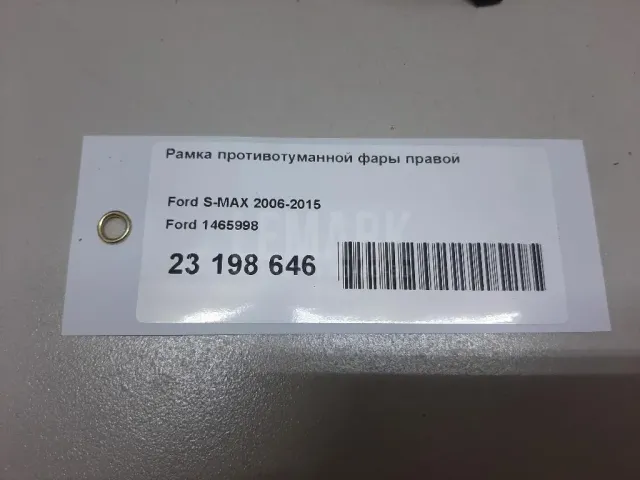 Рамка противотуманной фары правой
Ford S-MAX 2006-2015
Ford 1465998
23 198 646